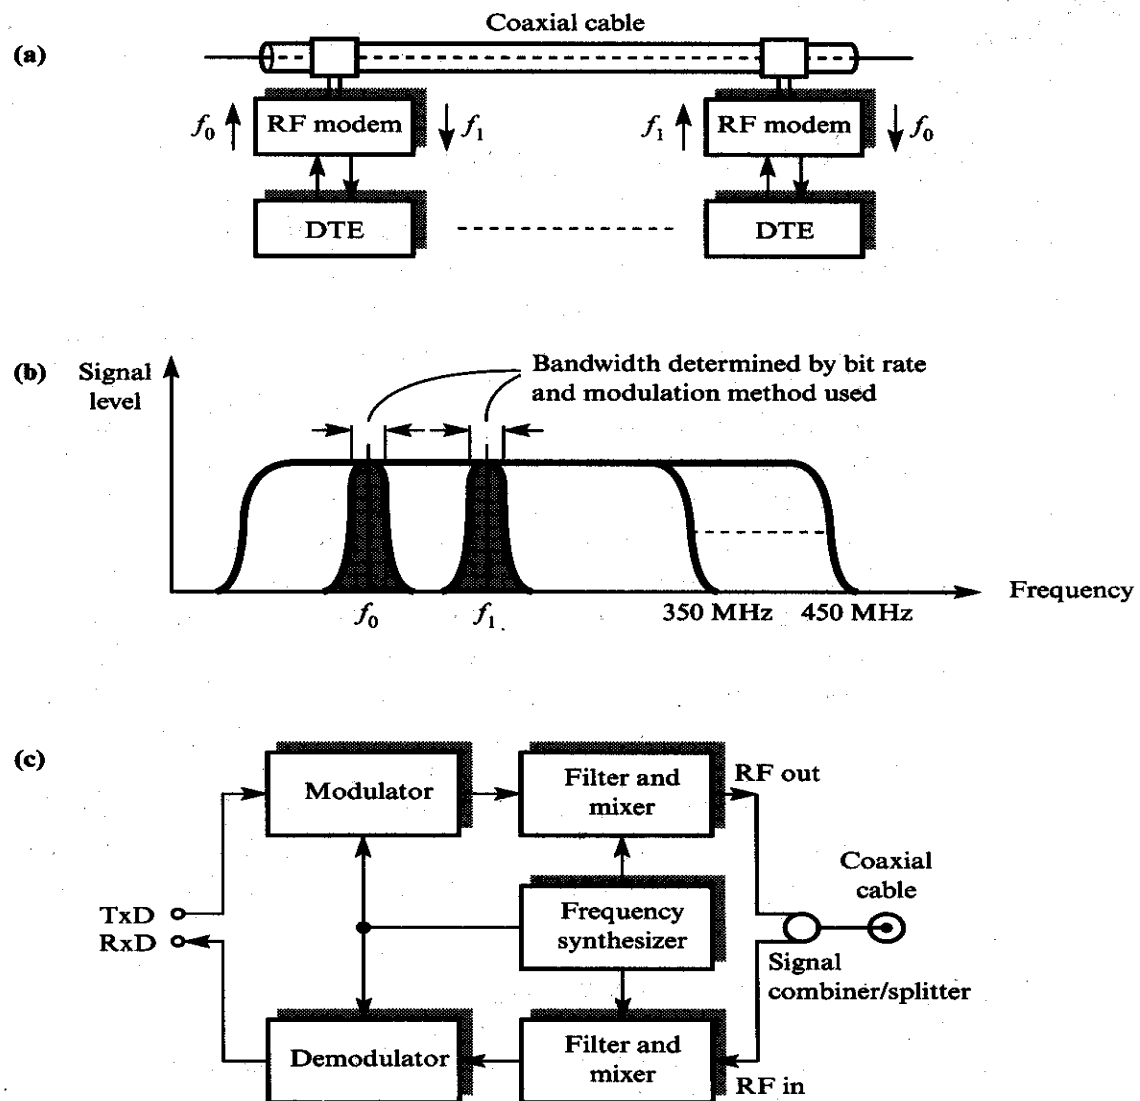 Coaxial cable
(a)
f0
RF modem
f1
f1
RF modem
f0
DTE
DTE
(b)
Signal
level
Bandwidth determined by bit rate
and modulation method used
f0
f1
350 MHz
450 MHz
Frequency
(c)
Modulator
Filter and
mixer
RF out
Coaxial
cable
TxD
RxD
Frequency
synthesizer
Signal
combiner/splitter
Demodulator
Filter and
mixer
RF in